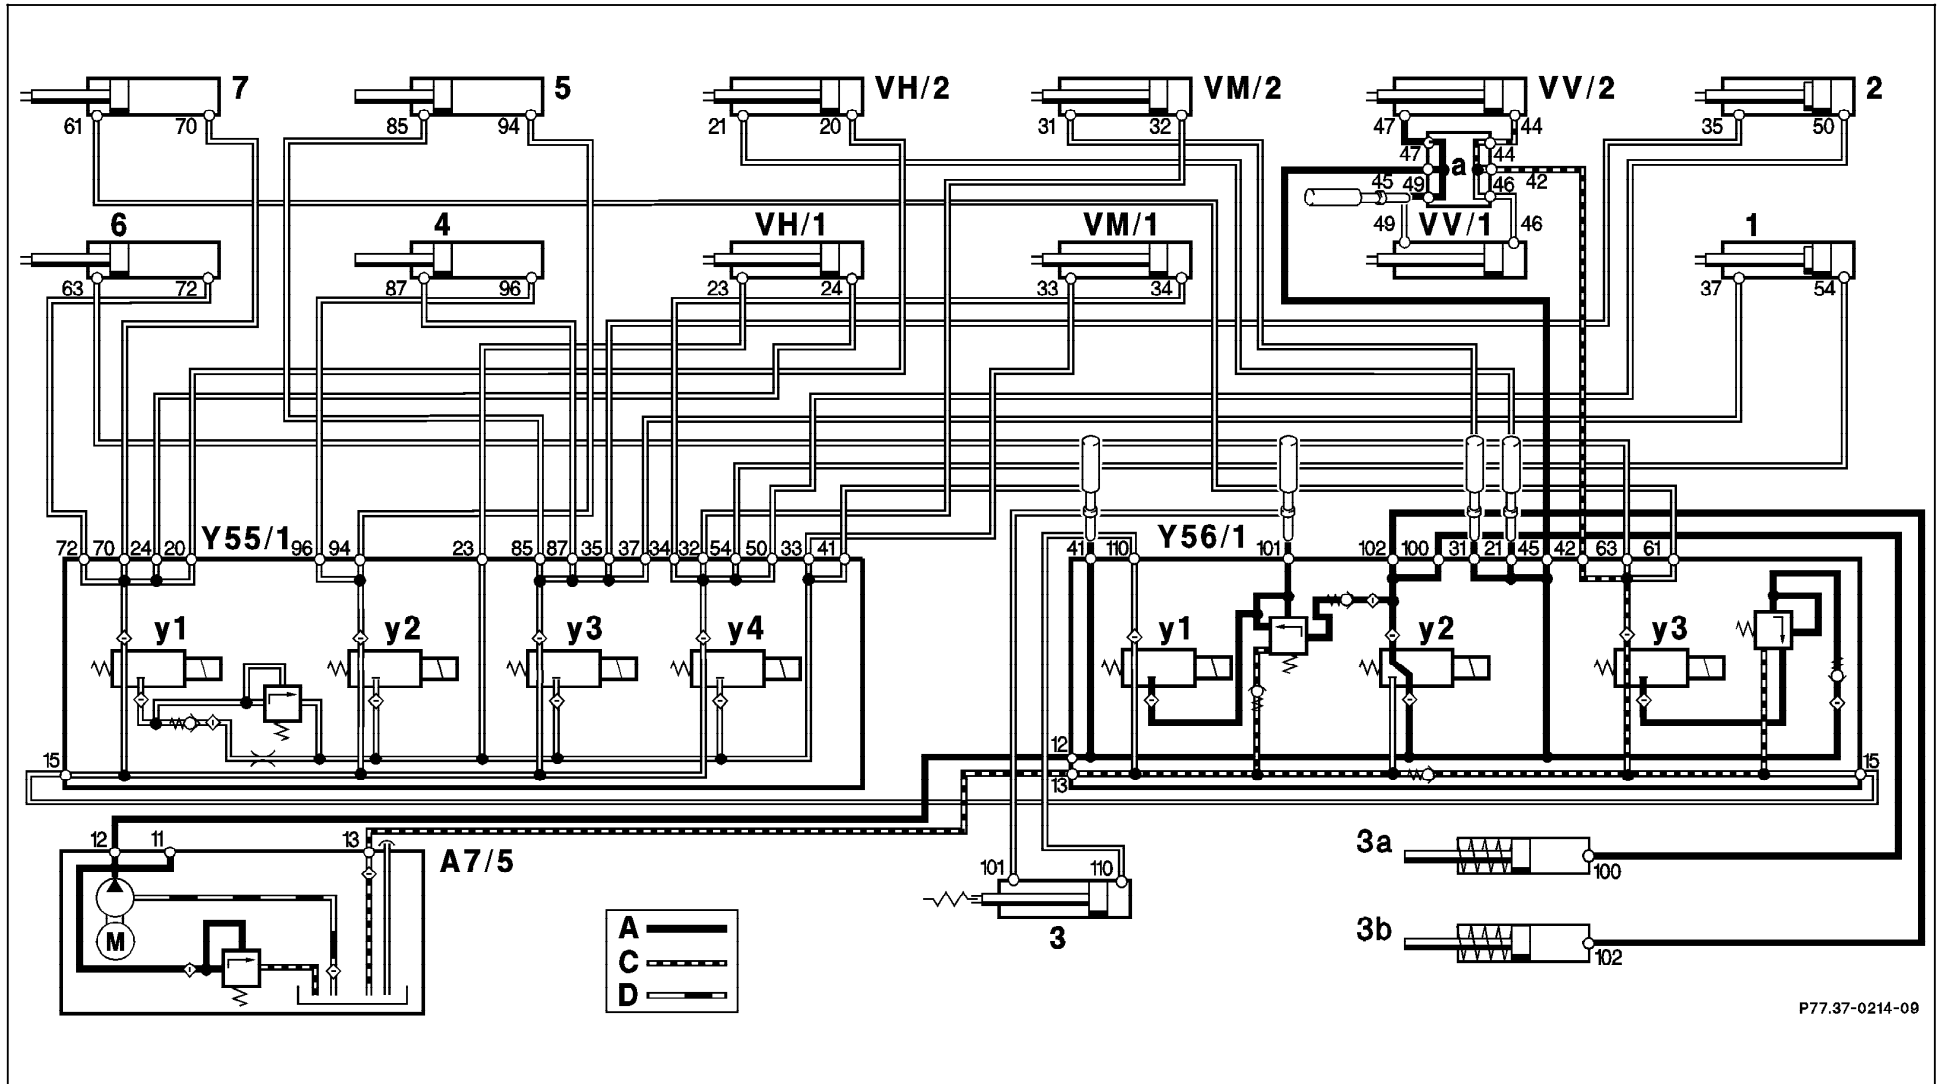 7 5 VH/2 VM/2 VV/2 2
61 70 85 94 21 20 31 32 47 44 35 50
47 a 44
45 49 46 42
6 4 VH/1 VM/1 49 VV/1 46 1
63 72 87 96 23 24 33 34 37 54
Y55/1 Y56/1
72 70 24 20 96 94 23 85 87 35 37 34 32 54 50 33 41 41 110 101 102 100 31 21 45 42 63 61
y1 y2 y3 y4 y1 y2 y3
15 12 13 15
12 11 13 A7/5
M
A
C
D
101 110
3
3a 100
3b 102
P77.37-0214-09